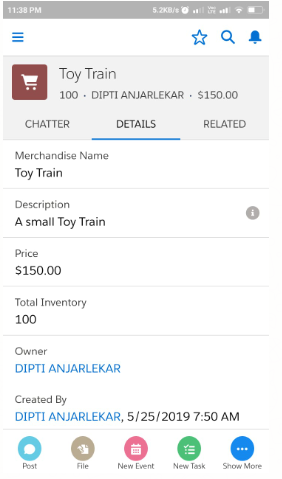 11:38 PM 5.2KB/s
Toy Train
100 · DIPTI ANJARLEKAR · $150.00
CHATTER DETAILS RELATED
Merchandise Name
Toy Train
Description
A small Toy Train
Price
$150.00
Total Inventory
100
Owner
DIPTI ANJARLEKAR
Created By
DIPTI ANJARLEKAR, 5/25/2019 7:50 AM
Post File New Event New Task Show More